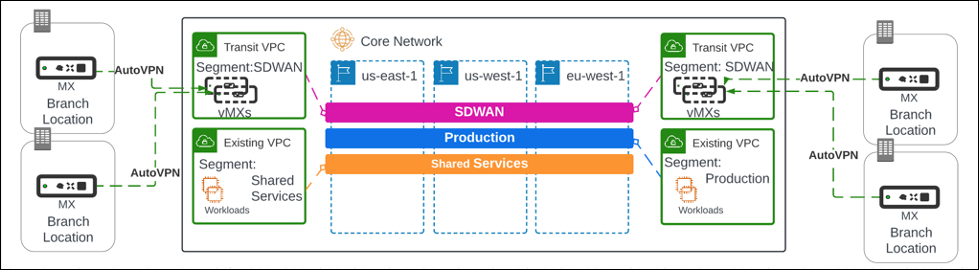 Core Network
us-east-1
us-west-1
eu-west-1
SDWAN
Production
Shared Services
MX
Branch
Location
AutoVPN
MX
Branch
Location
AutoVPN
Transit VPC
Segment:SDWAN
vMXs
Existing VPC
Segment:
Shared
Services
Workloads
Transit VPC
Segment: SDWAN
vMXs
Existing VPC
Segment:
Production
Workloads
AutoVPN
MX
Branch
Location
AutoVPN
MX
Branch
Location